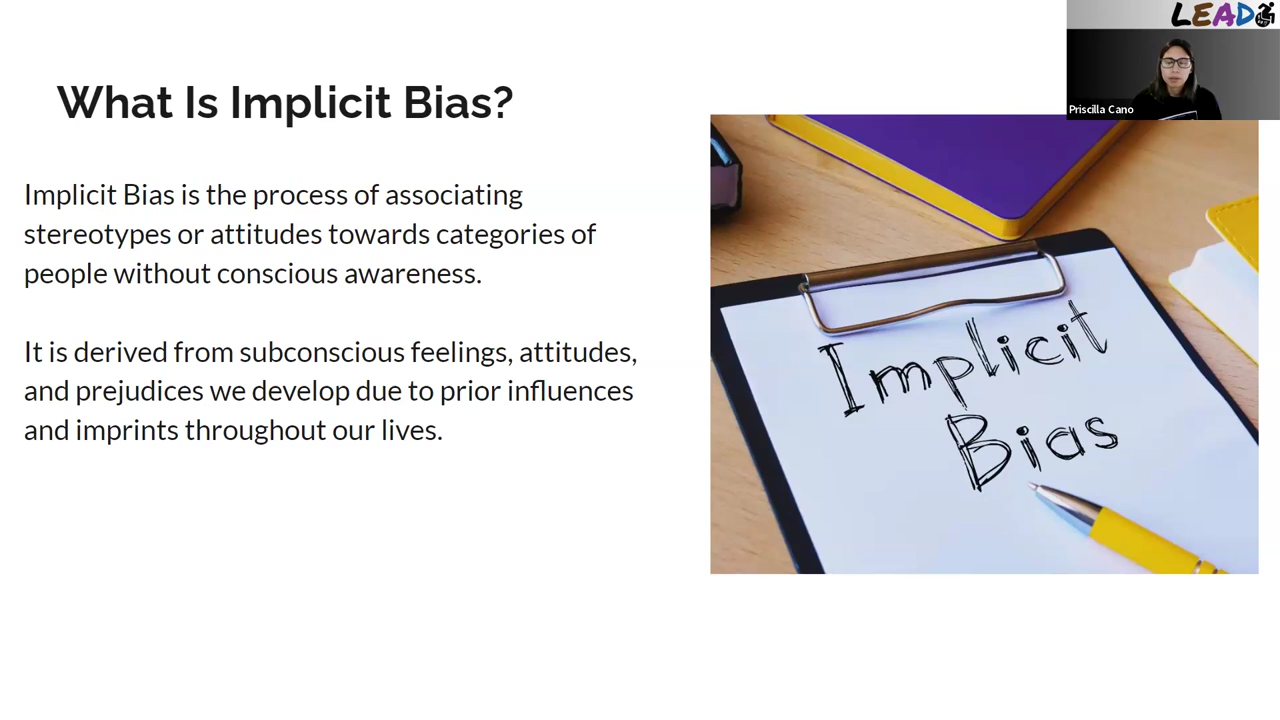 LEAD
Priscilla Cano
What Is Implicit Bias?
Implicit Bias is the process of associating
stereotypes or attitudes towards categories of
people without conscious awareness.
It is derived from subconscious feelings, attitudes,
and prejudices we develop due to prior influences
and imprints throughout our lives.
Implicit
Bias